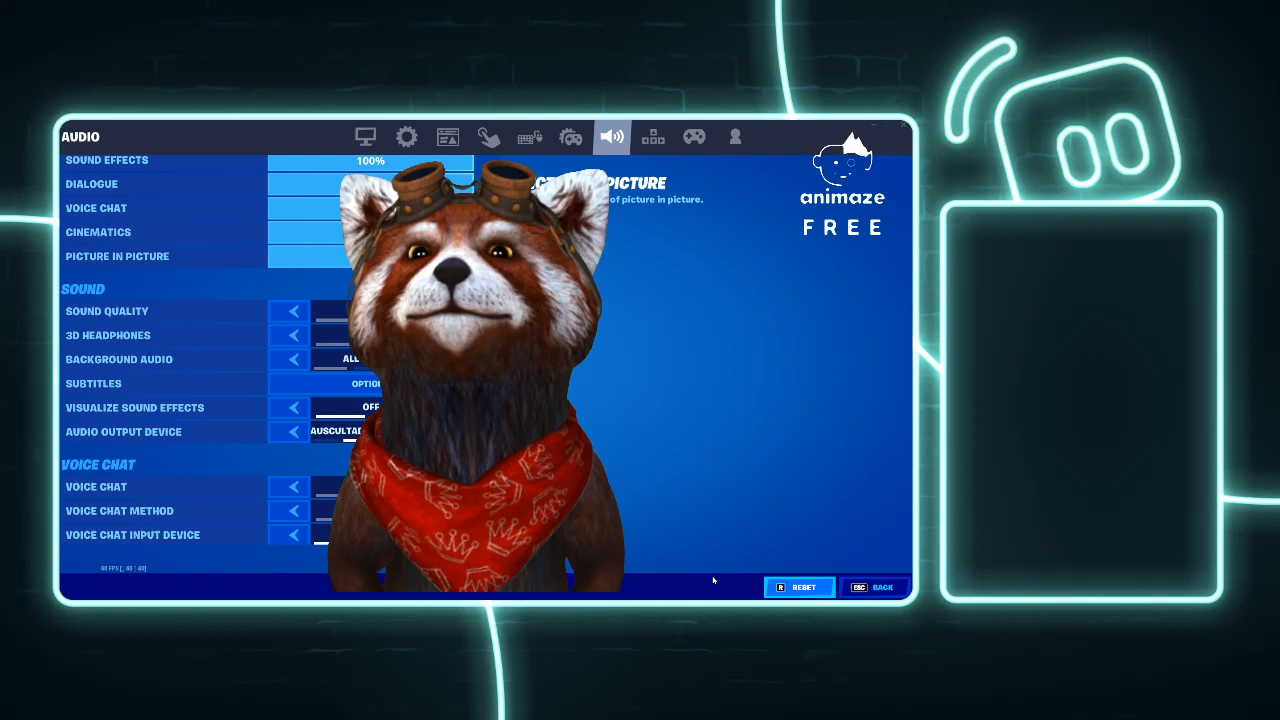 AUDIO
SOUND EFFECTS
100%
DIALOGUE
VOICE CHAT
CINEMATICS
PICTURE IN PICTURE
PICTURE
of picture in picture.
SOUND
SOUND QUALITY
3D HEADPHONES
BACKGROUND AUDIO
ALL
SUBTITLES
VISUALIZE SOUND EFFECTS
OFF
AUDIO OUTPUT DEVICE
VOICE CHAT
VOICE CHAT
VOICE CHAT METHOD
VOICE CHAT INPUT DEVICE
R RESET
ESC BACK
animaze
FREE